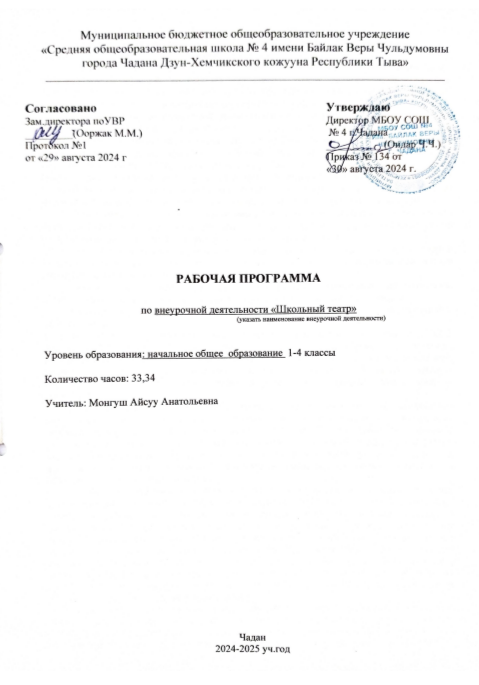 Муниципальное бюджетное общеобразовательное учреждение
«Средняя общеобразовательная школа № 4 имени Байлак Веры Чульдумовны
города Чадана Дзун-Хемчикского кожууна Республики Тыва»
Согласовано
Зам.директора поУВР
(Ооржак М.М.)
Протокол №1
от «29» августа 2024 г
Утверждаю
Директор МБОУ СОШ
№ 4 г.Чадана
(Ондар Ч.Ч.)
Приказ № 134 от
«30» августа 2024 г.
РАБОЧАЯ ПРОГРАММА
по внеурочной деятельности «Школьный театр»
(указать наименование внеурочной деятельности)
Уровень образования: начальное общее образование 1-4 классы
Количество часов: 33,34
Учитель: Монгуш Айсуу Анатольевна
Чадан
2024-2025 уч.год